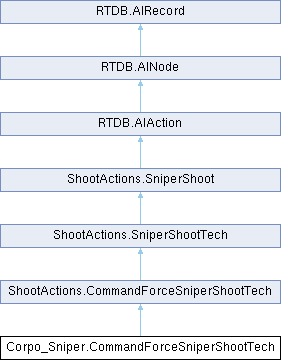 RTDB.AIRecord
RTDB.AINode
RTDB.AIAction
ShootActions.SniperShoot
ShootActions.SniperShootTech
ShootActions.CommandForceSniperShootTech
Corpo_Sniper.CommandForceSniperShootTech